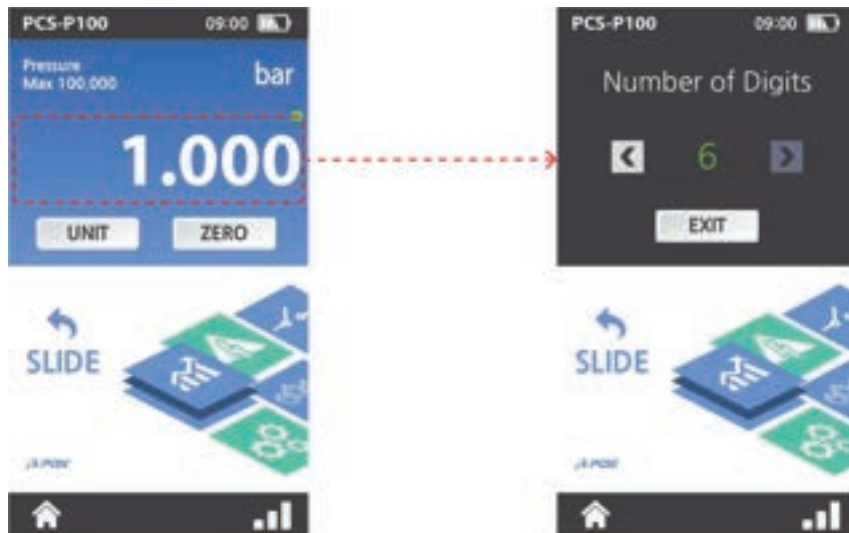 PCS-P100 09:00
Pressure
Max 100,000
bar
1.000
UNIT ZERO
SLIDE
PCS-P100 09:00
Number of Digits
6
EXIT
SLIDE